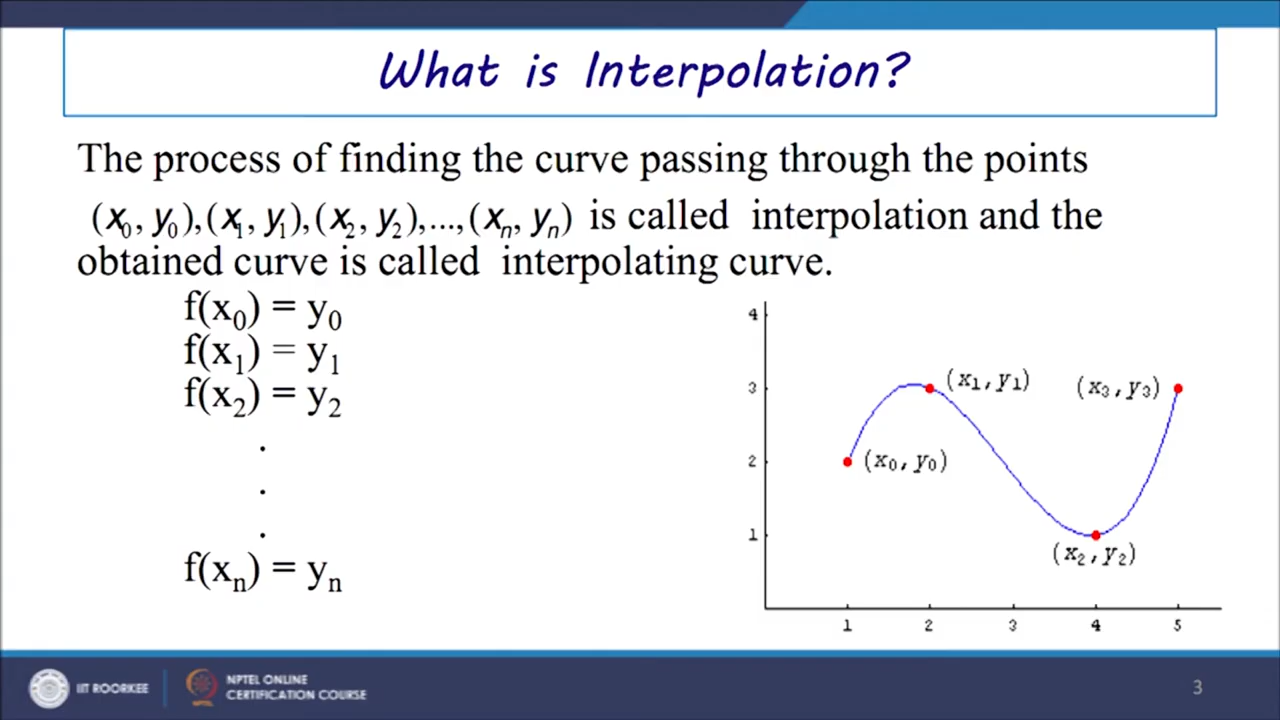 What is Interpolation?
The process of finding the curve passing through the points
(x₀, y₀),(x₁, y₁),(x₂, y₂),...,(xₙ, yₙ) is called interpolation and the
obtained curve is called interpolating curve.
f(x₀) = y₀
f(x₁) = y₁
f(x₂) = y₂
.
.
.
f(xₙ) = yₙ
4
3
2
1
(x₁,y₁)
(x₃,y₃)
(x₀,y₀)
(x₂,y₂)
1 2 3 4 5
IIT ROORKEE
NPTEL ONLINE
CERTIFICATION COURSE
3